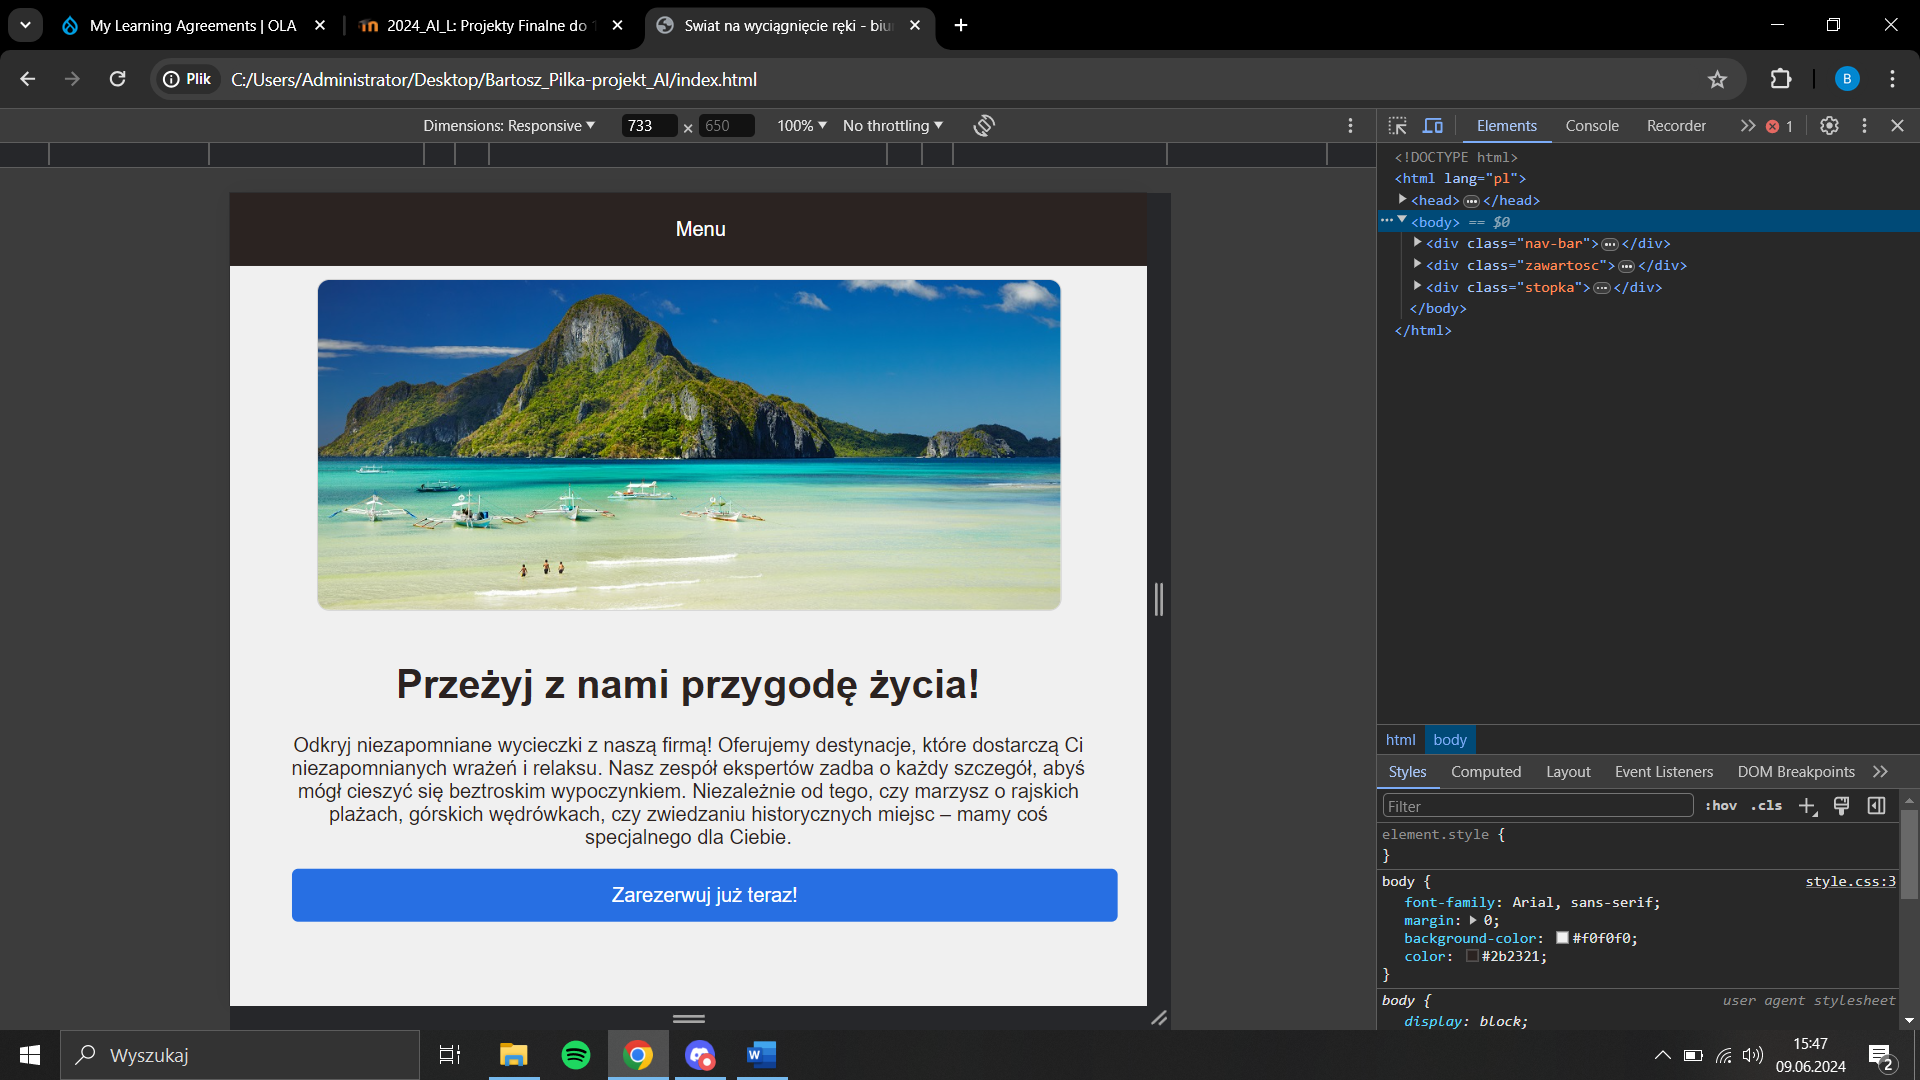 My Learning Agreements | OLA
2024_AI_L: Projekty Finalne do 1
Swiat na wyciągnięcie ręki - biu
Plik
C:/Users/Administrator/Desktop/Bartosz_Pilka-projekt_AI/index.html
B
Dimensions: Responsive
733
×
650
100%
No throttling
Elements
Console
Recorder
1
<!DOCTYPE html>
<html lang="pl">
<head>
</head>
<body> == $0
<div class="nav-bar">
</div>
<div class="zawartosc">
</div>
<div class="stopka">
</div>
</body>
</html>
Menu
Przeżyj z nami przygodę życia!
Odkryj niezapomniane wycieczki z naszą firmą! Oferujemy destynacje, które dostarczą Ci
niezapomnianych wrażeń i relaksu. Nasz zespół ekspertów zadba o każdy szczegół, abyś
mógł cieszyć się beztroskim wypoczynkiem. Niezależnie od tego, czy marzysz o rajskich
plażach, górskich wędrówkach, czy zwiedzaniu historycznych miejsc – mamy coś
specjalnego dla Ciebie.
Zarezerwuj już teraz!
html
body
Styles
Computed
Layout
Event Listeners
DOM Breakpoints
Filter
:hov
.cls
element.style {
}
body {
style.css:3
font-family: Arial, sans-serif;
margin: 0;
background-color: #f0f0f0;
color: #2b2321;
}
body {
user agent stylesheet
display: block;
Wyszukaj
15:47
09.06.2024
2